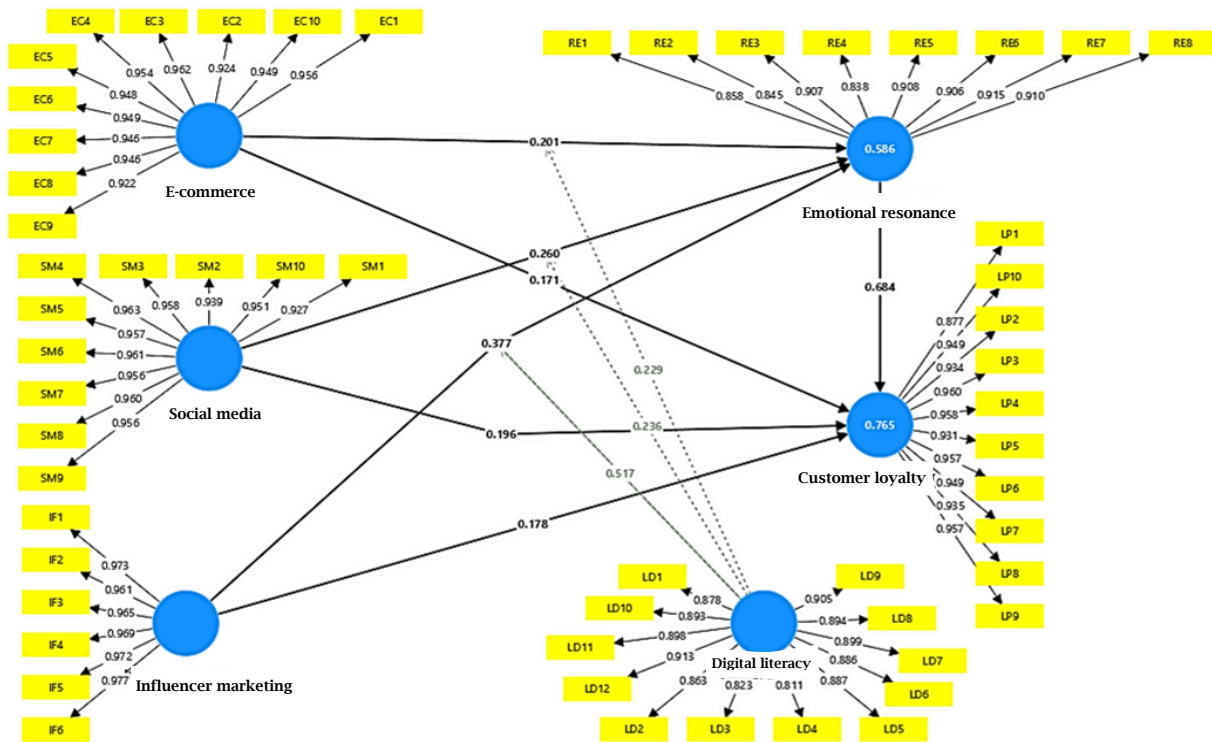 EC4 EC3 EC2 EC10 EC1
EC5
EC6
EC7
EC8
EC9
0.954 0.962 0.924 0.949 0.956
0.948
0.949
0.946
0.946
0.922
E-commerce
SM4 SM3 SM2 SM10 SM1
SM5
SM6
SM7
SM8
SM9
0.963 0.958 0.939 0.951 0.927
0.957
0.961
0.956
0.960
0.956
Social media
IF1
IF2
IF3
IF4
IF5
IF6
0.973
0.961
0.965
0.969
0.972
0.977
Influencer marketing
0.201
0.260
0.171
0.377
0.196
0.178
0.229
0.236
0.517
RE1 RE2 RE3 RE4 RE5 RE6 RE7 RE8
0.858 0.845 0.907 0.838 0.908 0.906 0.915 0.910
0.586
Emotional resonance
0.684
0.765
Customer loyalty
LP1
LP10
LP2
LP3
LP4
LP5
LP6
LP7
LP8
LP9
0.877
0.949
0.934
0.960
0.958
0.931
0.957
0.949
0.935
0.957
LD1 LD9
LD10 LD8
LD11 LD7
LD12 LD6
LD2 LD3 LD4 LD5
0.878 0.905
0.893 0.894
0.898 0.899
0.913 0.886
0.863 0.823 0.811 0.887
Digital literacy